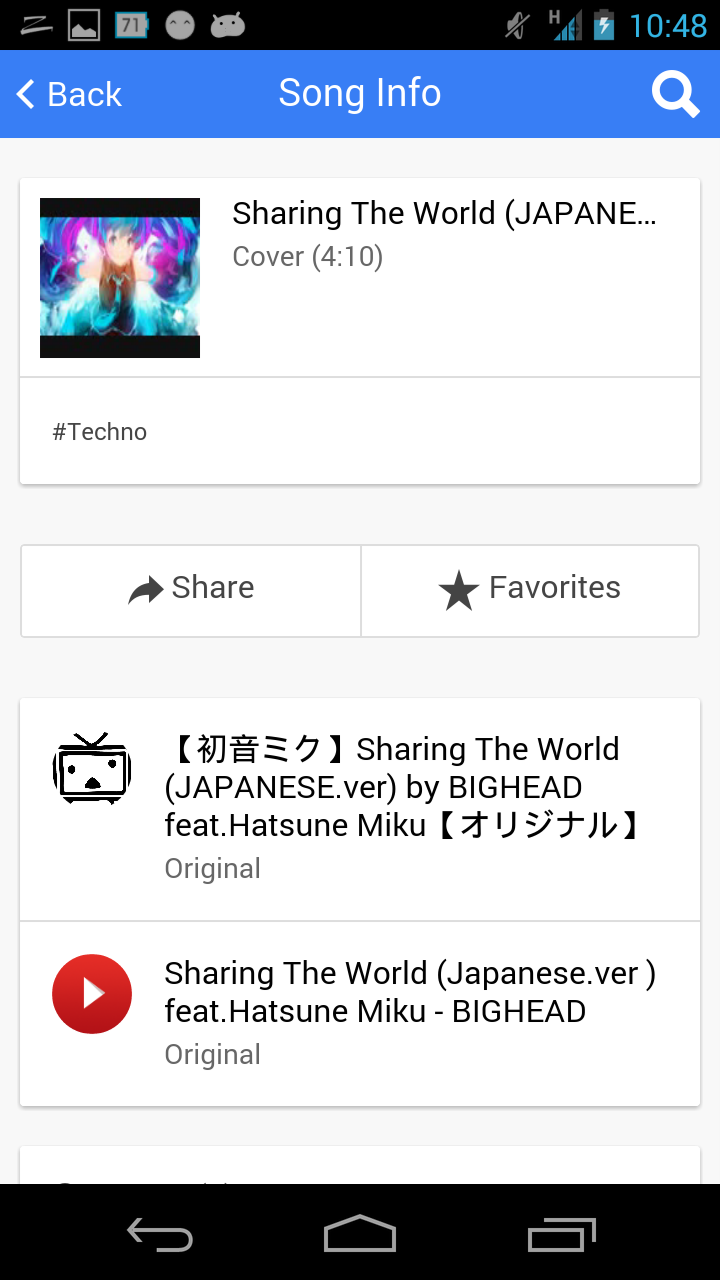 71
H
10:48
Back
Song Info
Sharing The World (JAPANE...
Cover (4:10)
#Techno
Share
Favorites
【初音ミク】Sharing The World
(JAPANESE.ver) by BIGHEAD
feat.Hatsune Miku【オリジナル】
Original
Sharing The World (Japanese.ver )
feat.Hatsune Miku - BIGHEAD
Original